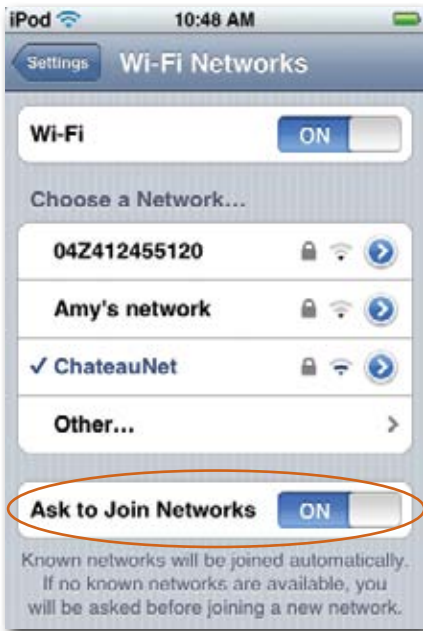 iPod 10:48 AM
Settings Wi-Fi Networks
Wi-Fi ON
Choose a Network...
04Z412455120
Amy's network
ChateauNet
Other...
Ask to Join Networks ON
Known networks will be joined automatically.
If no known networks are available, you
will be asked before joining a new network.